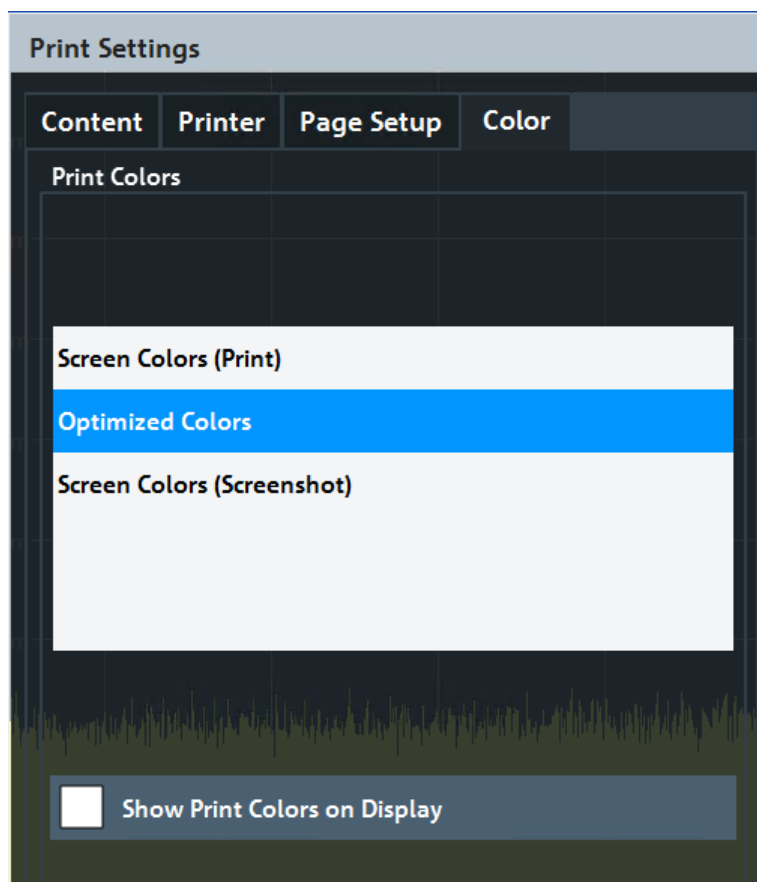 Print Settings
Content Printer Page Setup Color
Print Colors
Screen Colors (Print)
Optimized Colors
Screen Colors (Screenshot)
Show Print Colors on Display